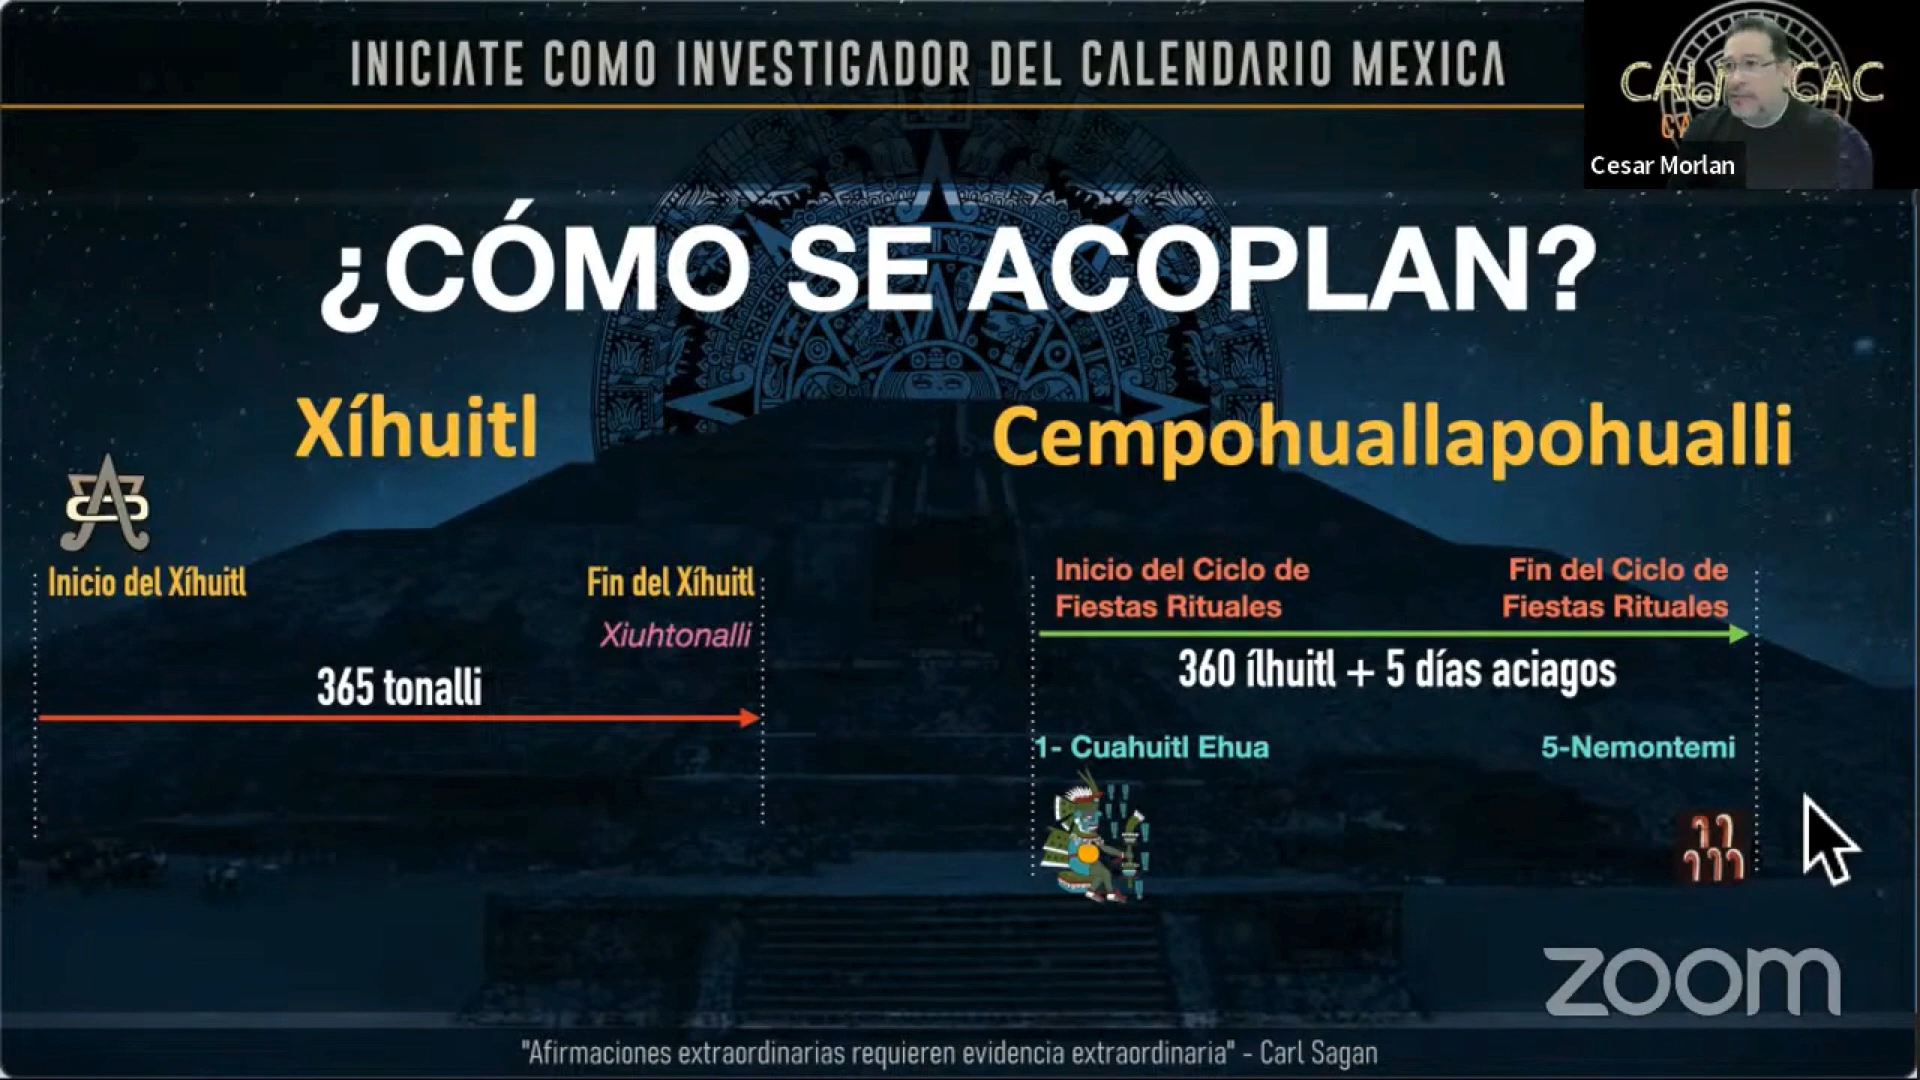 INICIATE COMO INVESTIGADOR DEL CALENDARIO MEXICA
Cesar Morlan
¿CÓMO SE ACOPLAN?
Xíhuitl
Inicio del Xíhuitl
Fin del Xíhuitl
Xiuhtonalli
365 tonalli
Cempohuallapohualli
Inicio del Ciclo de
Fiestas Rituales
Fin del Ciclo de
Fiestas Rituales
360 ílhuitl + 5 días aciagos
1- Cuahuitl Ehua
5-Nemontemi
zoom
"Afirmaciones extraordinarias requieren evidencia extraordinaria" - Carl Sagan